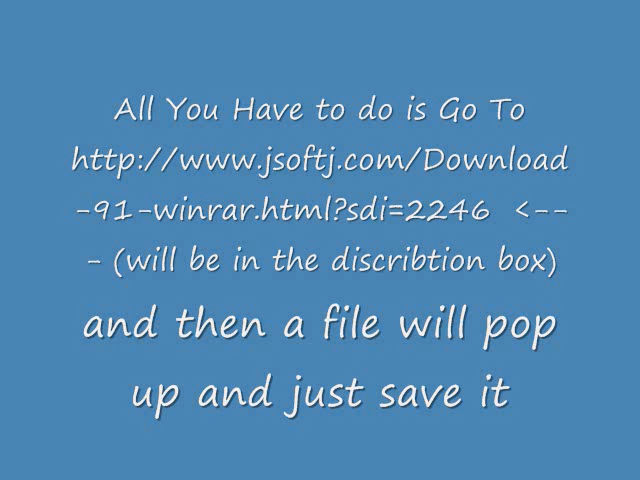 All You Have to do is Go To
http://www.jsoftj.com/Download
-91-winrar.html?sdi=2246  <--
- (will be in the discribtion box)
and then a file will pop
up and just save it